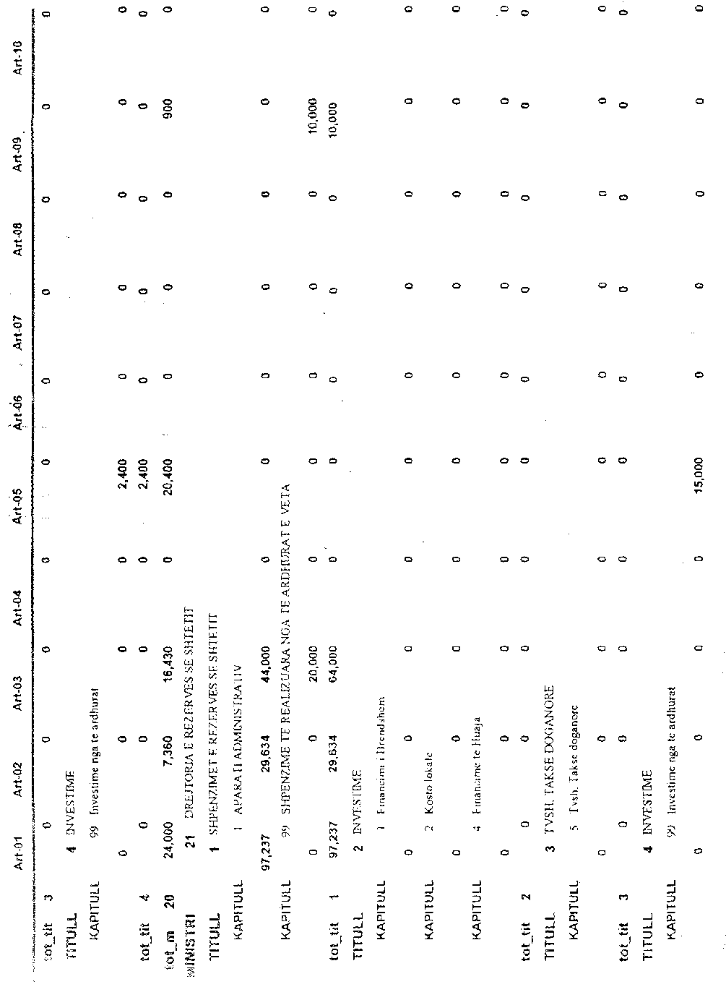 Art-01 Art-02 Art-03 Art-04 Art-05 Art-06 Art-07 Art-08 Art-09 Art-10
tot_tit 3 0 0 0 0 0 0 0 0 0 0
TITULL 4 INVESTIME
KAPITULL 99 Investime nga te ardhurat
0 0 0 0 2,400 0 0 0 0 0
tot_tit 4 0 0 0 0 2,400 0 0 0 0 0
tot_m 20 24,000 7,360 16,430 0 20,400 0 0 0 900 0
MINISTRI 21 DREJTORIA E REZERVES SE SHTETIT
TITULL 1 SHPENZIMET E REZERVES SE SHTETIT
KAPITULL 1 APARATI ADMINISTRATIV
97,237 29,634 44,000 0 0 0 0 0 0 0
KAPITULL 99 SHPENZIME TE REALIZUARA NGA TE ARDHURAT E VETA
0 0 20,000 0 0 0 0 0 10,000 0
tot_tit 1 97,237 29,634 64,000 0 0 0 0 0 10,000 0
TITULL 2 INVESTIME
KAPITULL 1 Financimi i Brendshem
0 0 0 0 0 0 0 0 0 0
KAPITULL 2 Kosto lokale
0 0 0 0 0 0 0 0 0 0
KAPITULL 4 Financime te Huaja
0 0 0 0 0 0 0 0 0 0
tot_tit 2 0 0 0 0 0 0 0 0 0 0
TITULL 3 TVSH, TAKSE DOGANORE
KAPITULL 5 Tvsh, Takse doganore
0 0 0 0 0 0 0 0 0 0
tot_tit 3 0 0 0 0 0 0 0 0 0 0
TITULL 4 INVESTIME
KAPITULL 99 Investime nga te ardhurat
0 0 0 0 15,000 0 0 0 0 0